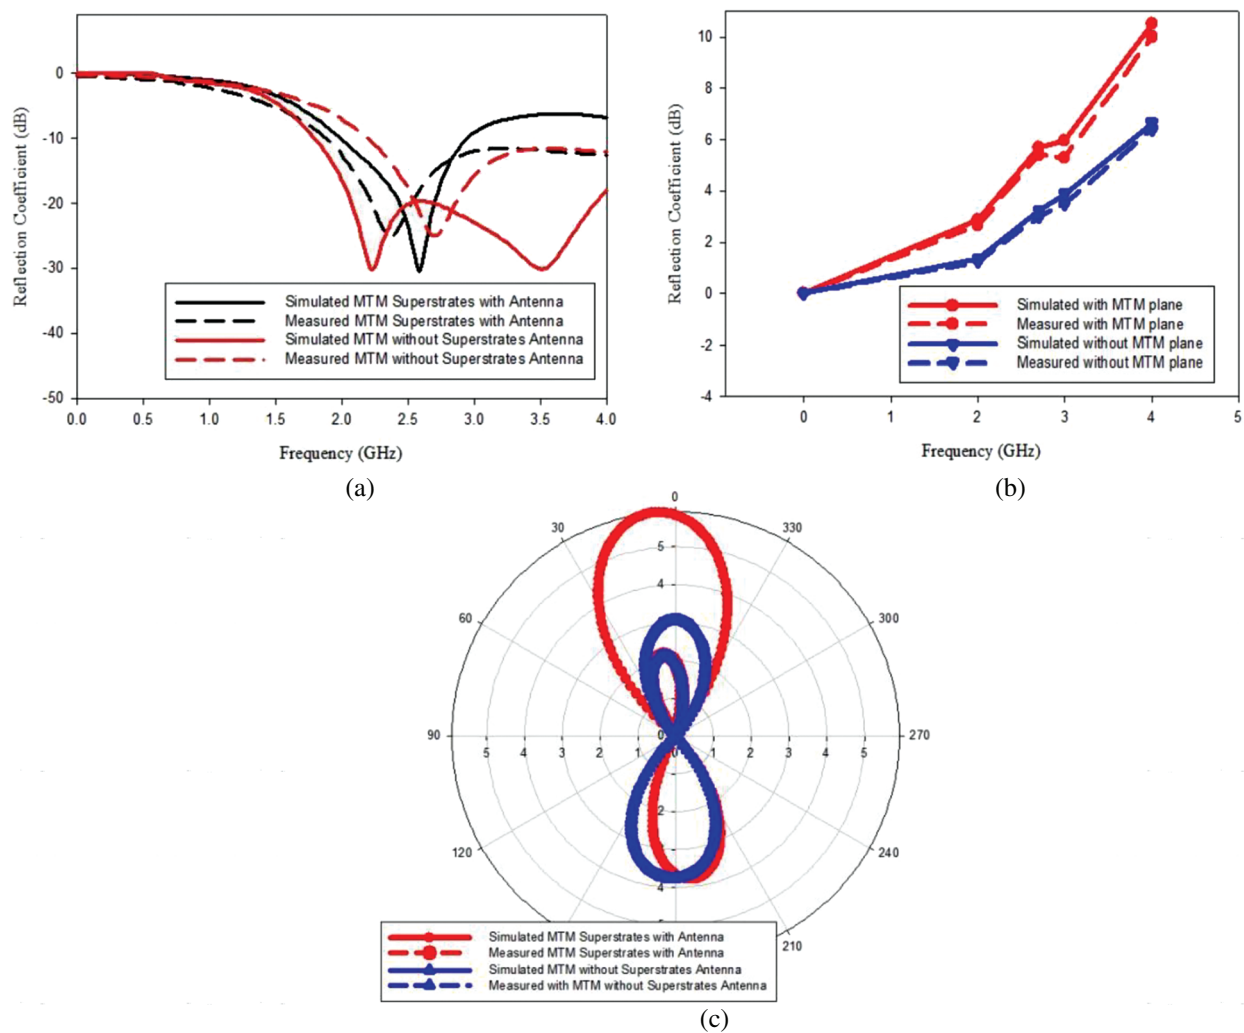 0
-10
-20
-30
-40
-50
Reflection Coefficient (dB)
Simulated MTM Superstrates with Antenna
Measured MTM Superstrates with Antenna
Simulated MTM without Superstrates Antenna
Measured MTM without Superstrates Antenna
0.0 0.5 1.0 1.5 2.0 2.5 3.0 3.5 4.0
Frequency (GHz)
(a)
10
8
6
4
2
0
-2
-4
Reflection Coefficient (dB)
Simulated with MTM plane
Measured with MTM plane
Simulated without MTM plane
Measured without MTM plane
0 1 2 3 4 5
Frequency (GHz)
(b)
0
30 330
5
4
60 300
90 5 4 3 2 1 0 0 1 2 3 4 5 270
2
120 240
4
210
Simulated MTM Superstrates with Antenna
Measured MTM Superstrates with Antenna
Simulated MTM without Superstrates Antenna
Measured with MTM without Superstrates Antenna
(c)